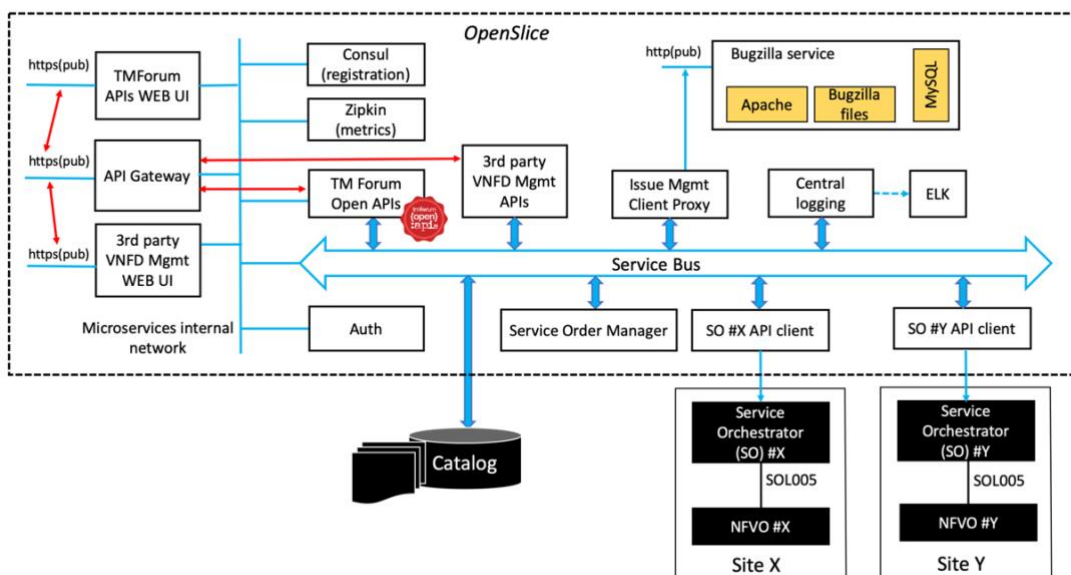 OpenSlice
https(pub)
TMForum
APIs WEB UI
Consul
(registration)
http(pub)
Bugzilla service
Apache
Bugzilla
files
MySQL
Zipkin
(metrics)
https(pub)
API Gateway
TM Forum
Open APIs
{open}
:apis
3rd party
VNFD Mgmt
APIs
Issue Mgmt
Client Proxy
Central
logging
ELK
https(pub)
3rd party
VNFD Mgmt
WEB UI
Service Bus
Microservices internal
network
Auth
Service Order Manager
SO #X API client
SO #Y API client
Catalog
Service
Orchestrator
(SO) #X
SOL005
NFVO #X
Site X
Service
Orchestrator
(SO) #Y
SOL005
NFVO #Y
Site Y